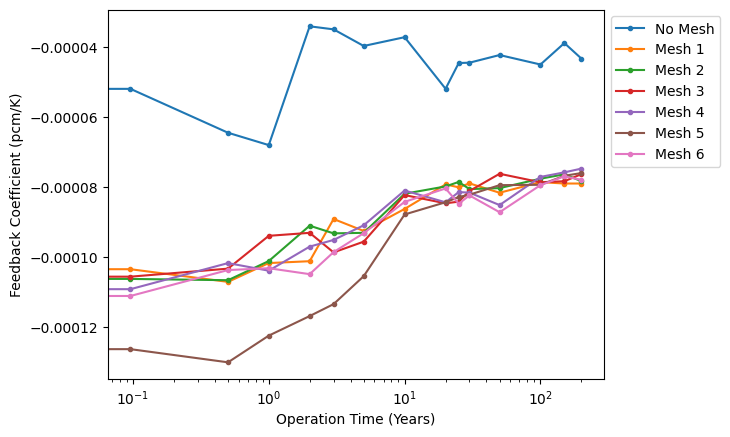 −0.00004
−0.00006
−0.00008
−0.00010
−0.00012
Feedback Coefficient (pcm/K)
10⁻¹
10⁰
10¹
10²
Operation Time (Years)
No Mesh
Mesh 1
Mesh 2
Mesh 3
Mesh 4
Mesh 5
Mesh 6